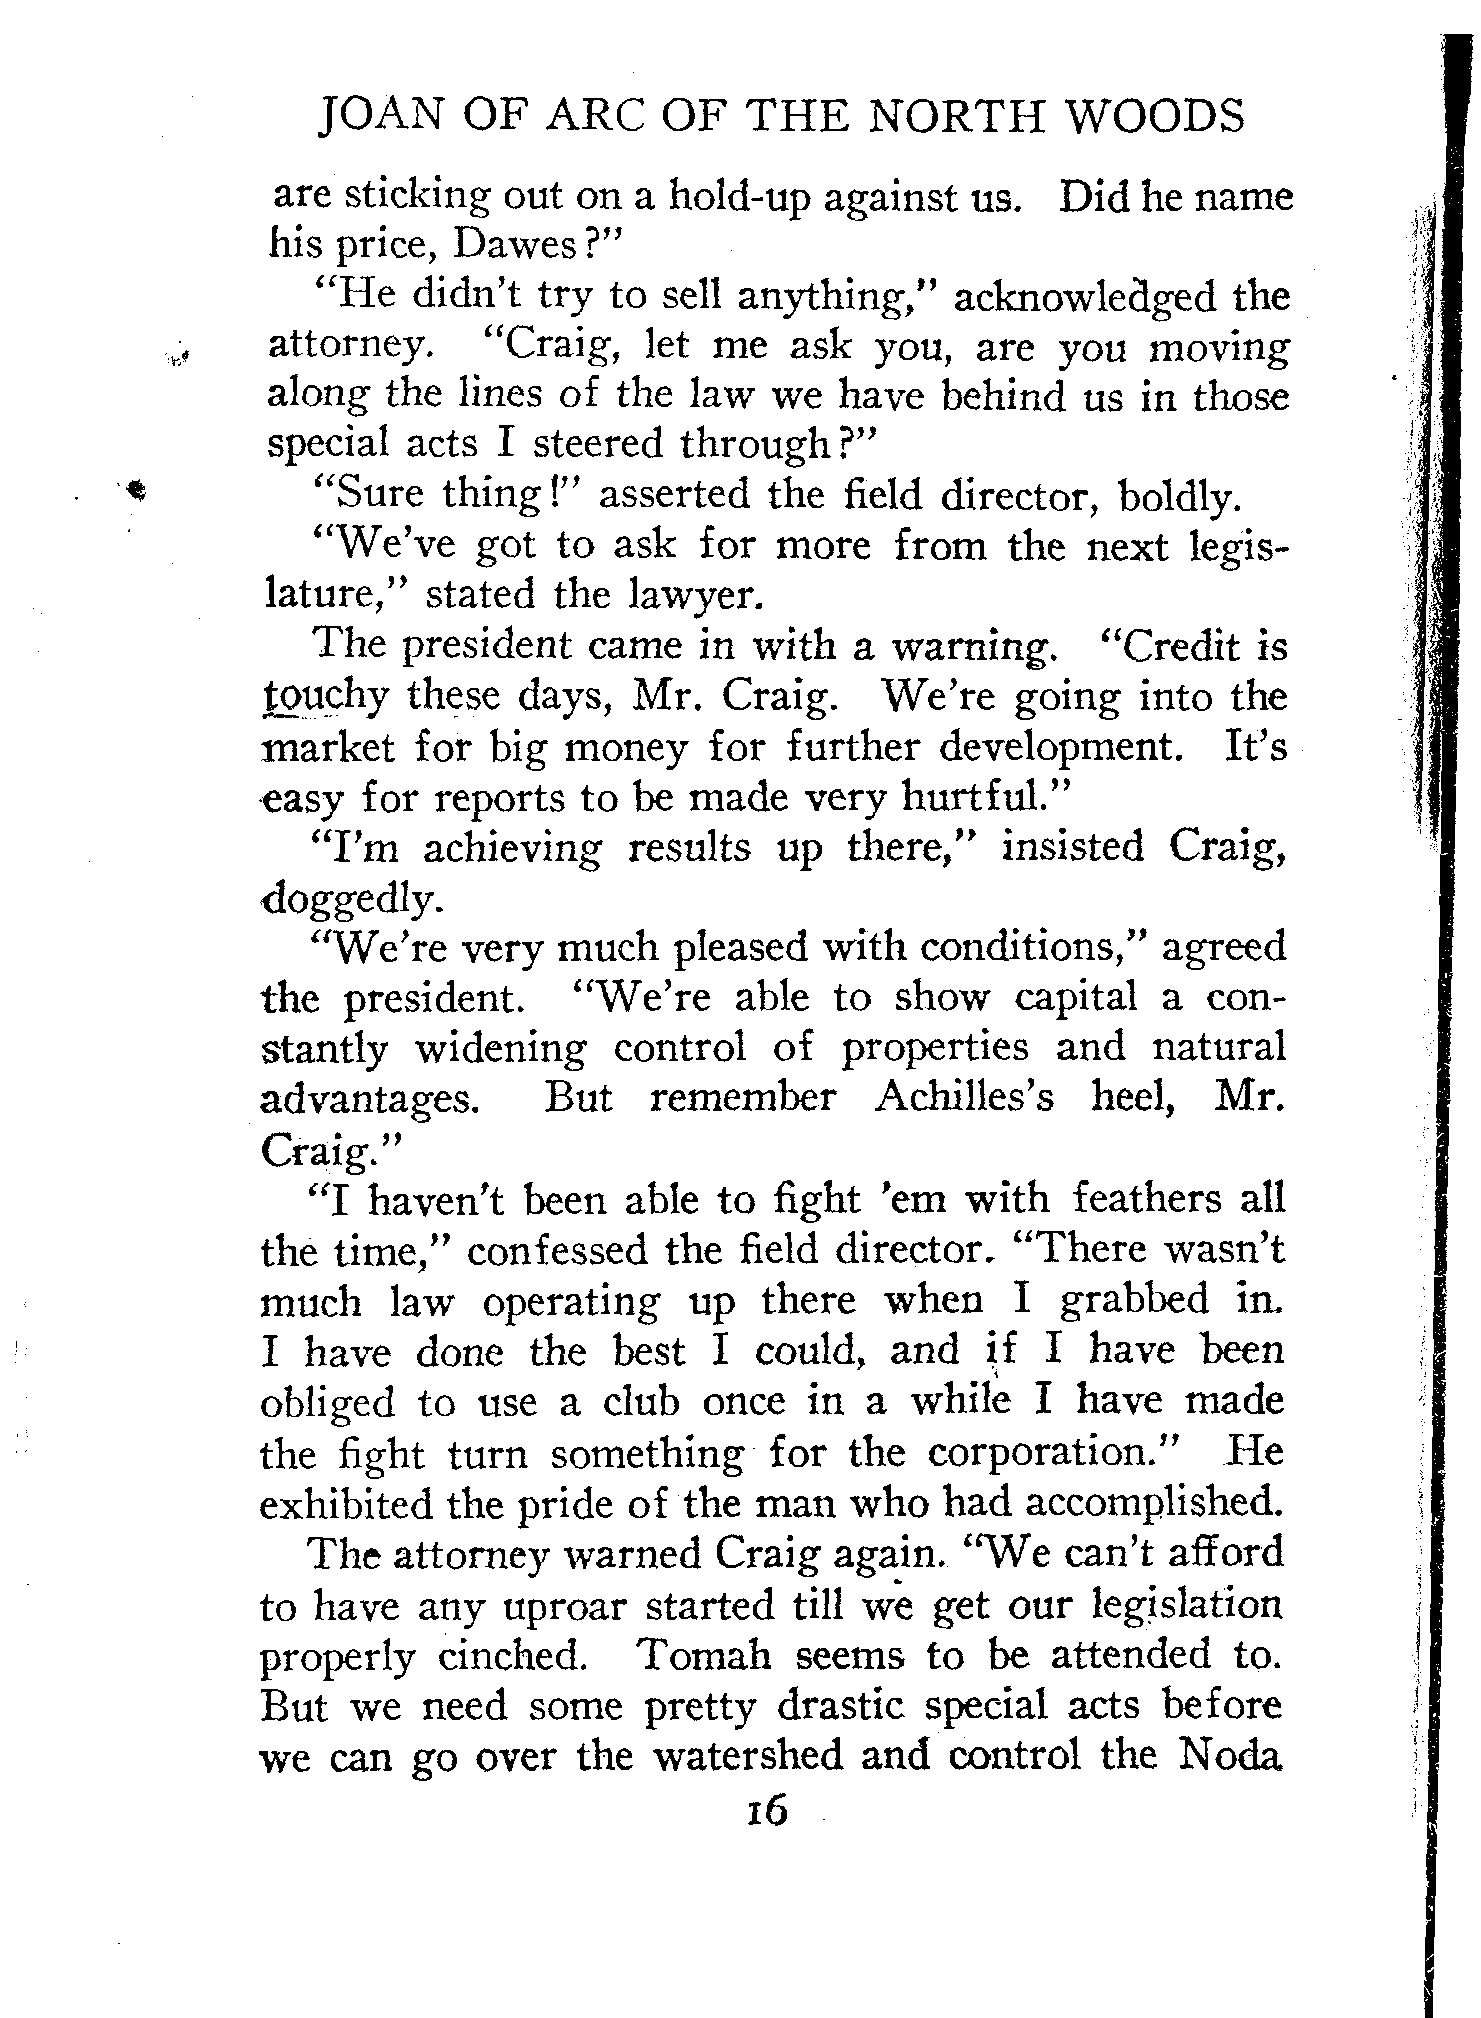 JOAN OF ARC OF THE NORTH WOODS
are sticking out on a hold-up against us. Did he name
his price, Dawes?"
"He didn't try to sell anything," acknowledged the
attorney. "Craig, let me ask you, are you moving
along the lines of the law we have behind us in those
special acts I steered through?"
"Sure thing!" asserted the field director, boldly.
"We've got to ask for more from the next legis-
lature," stated the lawyer.
The president came in with a warning. "Credit is
touchy these days, Mr. Craig. We're going into the
market for big money for further development. It's
easy for reports to be made very hurtful."
"I'm achieving results up there," insisted Craig,
doggedly.
"We're very much pleased with conditions," agreed
the president. "We're able to show capital a con-
stantly widening control of properties and natural
advantages. But remember Achilles's heel, Mr.
Craig."
"I haven't been able to fight 'em with feathers all
the time," confessed the field director. "There wasn't
much law operating up there when I grabbed in.
I have done the best I could, and if I have been
obliged to use a club once in a while I have made
the fight turn something for the corporation." He
exhibited the pride of the man who had accomplished.
The attorney warned Craig again. "We can't afford
to have any uproar started till we get our legislation
properly cinched. Tomah seems to be attended to.
But we need some pretty drastic special acts before
we can go over the watershed and control the Noda
16